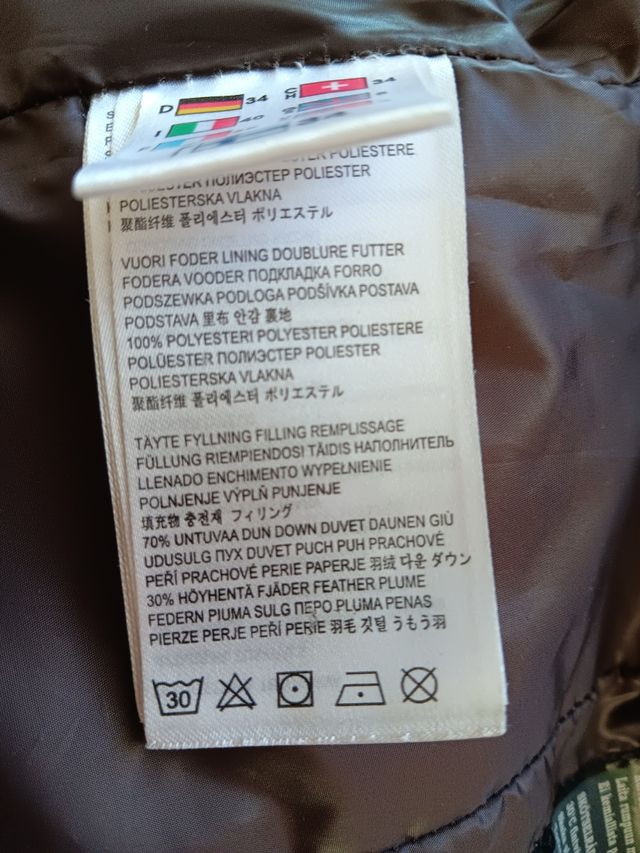 D 34 CH 34
I 40
POLIESTERE
ПОЛИЭСТЕР POLIESTER
POLIESTERSKA VLAKNA
聚酯纤维 폴리에스터 ポリエステル
VUORI FODER LINING DOUBLURE FUTTER
FODERA VOODER ПОДКЛАДКА FORRO
PODSZEWKA PODLOGA PODŠÍVKA POSTAVA
PODSTAVA 里布 안감 裏地
100% POLYESTERI POLYESTER POLIESTERE
POLÜESTER ПОЛИЭСТЕР POLIESTER
POLIESTERSKA VLAKNA
聚酯纤维 폴리에스터 ポリエステル
TÄYTE FYLLNING FILLING REMPLISSAGE
FÜLLUNG RIEMPIENDOSI TÄIDIS НАПОЛНИТЕЛЬ
LLENADO ENCHIMENTO WYPEŁNIENIE
POLNJENJE VÝPLŇ PUNJENJE
填充物 충전재 フィリング
70% UNTUVAA DUN DOWN DUVET DAUNEN GIÙ
UDUSULG ПУХ DUVET PUCH PUH PRACHOVÉ
PEŘÍ PRACHOVÉ PERIE PAPERJE 羽绒 다운 ダウン
30% HÖYHENTÄ FJÄDER FEATHER PLUME
FEDERN PIUMA SULG ПЕРО PLUMA PENAS
PIERZE PERJE PEŘÍ PERIE 羽毛 깃털 うもう羽
30